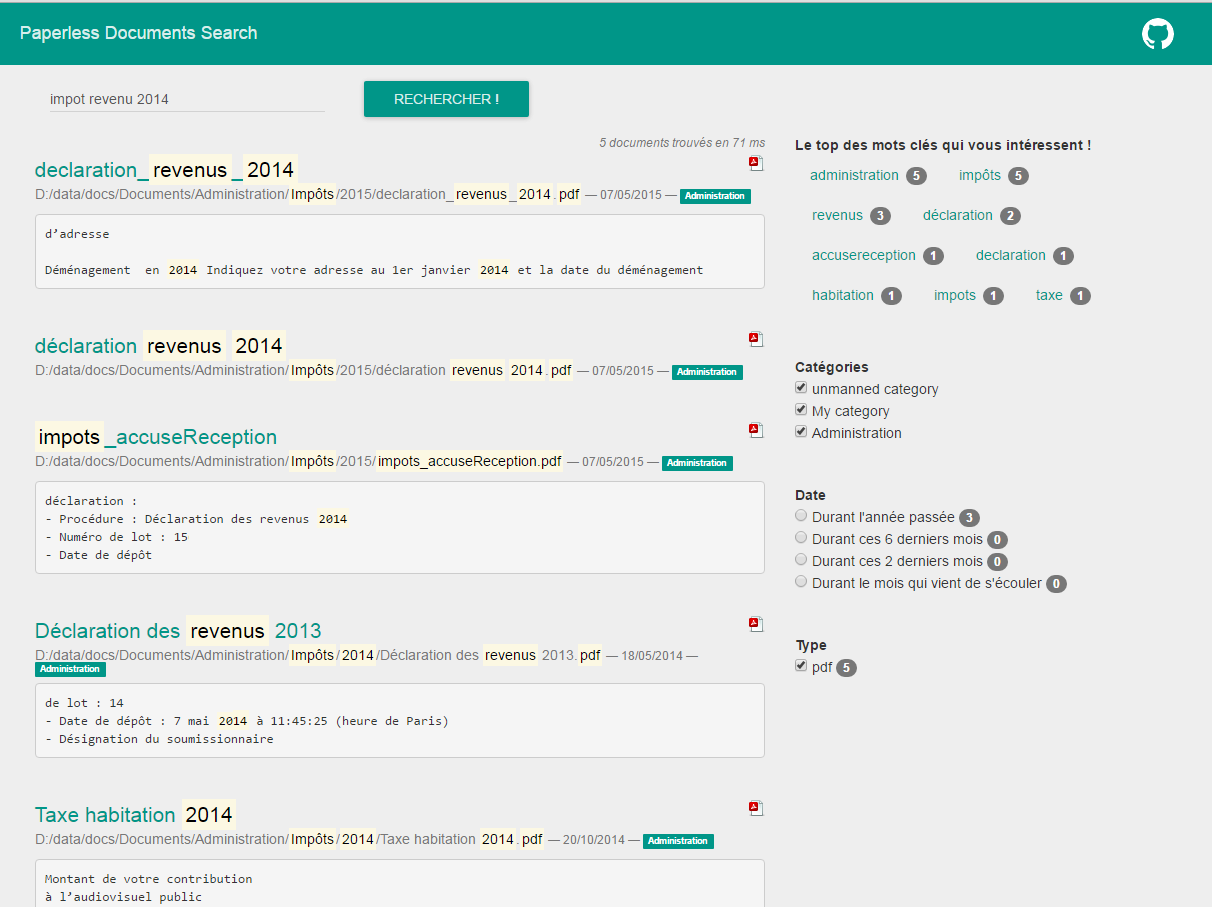 Paperless Documents Search
impot revenu 2014
RECHERCHER !
5 documents trouvés en 71 ms
declaration_ revenus _ 2014
D:/data/docs/Documents/Administration/ Impôts /2015/declaration_ revenus _ 2014 . pdf — 07/05/2015 — Administration
d’adresse
Déménagement en 2014 Indiquez votre adresse au 1er janvier 2014 et la date du déménagement
déclaration revenus 2014
D:/data/docs/Documents/Administration/ Impôts /2015/déclaration revenus 2014 . pdf — 07/05/2015 — Administration
impots _accuseReception
D:/data/docs/Documents/Administration/ Impôts /2015/ impots_accuseReception.pdf — 07/05/2015 — Administration
déclaration :
- Procédure : Déclaration des revenus 2014
- Numéro de lot : 15
- Date de dépôt
Déclaration des revenus 2013
D:/data/docs/Documents/Administration/ Impôts / 2014 /Déclaration des revenus 2013. pdf — 18/05/2014 —
Administration
de lot : 14
- Date de dépôt : 7 mai 2014 à 11:45:25 (heure de Paris)
- Désignation du soumissionnaire
Taxe habitation 2014
D:/data/docs/Documents/Administration/ Impôts / 2014 /Taxe habitation 2014 . pdf — 20/10/2014 — Administration
Montant de votre contribution
à l’audiovisuel public
Le top des mots clés qui vous intéressent !
administration 5 impôts 5
revenus 3 déclaration 2
accusereception 1 declaration 1
habitation 1 impots 1 taxe 1
Catégories
unmanned category
My category
Administration
Date
Durant l'année passée 3
Durant ces 6 derniers mois 0
Durant ces 2 derniers mois 0
Durant le mois qui vient de s'écouler 0
Type
pdf 5